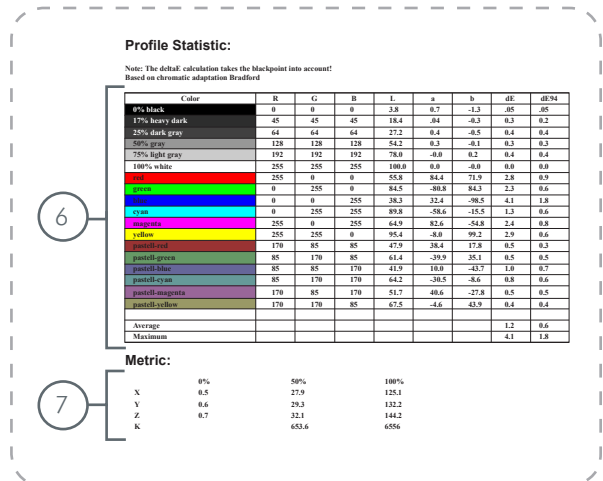 Profile Statistic:
Note: The deltaE calculation takes the blackpoint into account!
Based on chromatic adaptation Bradford
Color R G B L a b dE dE94
0% black 0 0 0 3.8 0.7 -1.3 .05 .05
17% heavy dark 45 45 45 18.4 .04 -0.3 0.3 0.2
25% dark gray 64 64 64 27.2 0.4 -0.5 0.4 0.4
50% gray 128 128 128 54.2 0.3 -0.1 0.3 0.3
75% light gray 192 192 192 78.0 -0.0 0.2 0.4 0.4
100% white 255 255 255 100.0 0.0 -0.0 0.0 0.0
red 255 0 0 55.8 84.4 71.9 2.8 0.9
green 0 255 0 84.5 -80.8 84.3 2.3 0.6
0 0 255 38.3 32.4 -98.5 4.1 1.8
cyan 0 255 255 89.8 -58.6 -15.5 1.3 0.6
magenta 255 0 255 64.9 82.6 -54.8 2.4 0.8
yellow 255 255 0 95.4 -8.0 99.2 2.9 0.6
pastell-red 170 85 85 47.9 38.4 17.8 0.5 0.3
pastell-green 85 170 85 61.4 -39.9 35.1 0.5 0.5
pastell-blue 85 85 170 41.9 10.0 -43.7 1.0 0.7
pastell-cyan 85 170 170 64.2 -30.5 -8.6 0.8 0.6
pastell-magenta 170 85 170 51.7 40.6 -27.8 0.5 0.5
pastell-yellow 170 170 85 67.5 -4.6 43.9 0.4 0.4
Average 1.2 0.6
Maximum 4.1 1.8
6
Metric:
0% 50% 100%
X 0.5 27.9 125.1
Y 0.6 29.3 132.2
Z 0.7 32.1 144.2
K 653.6 6556
7